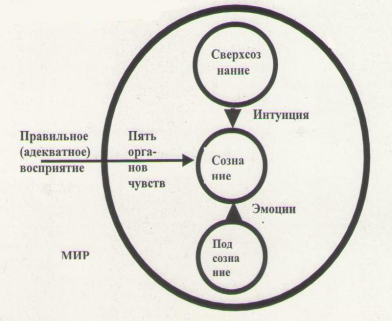 Сверхсоз
нание
Интуиция
Правильное
(адекватное)
восприятие
Пять
орга-
нов
чувств
Созна
ние
Эмоции
Под
созна
ние
МИР